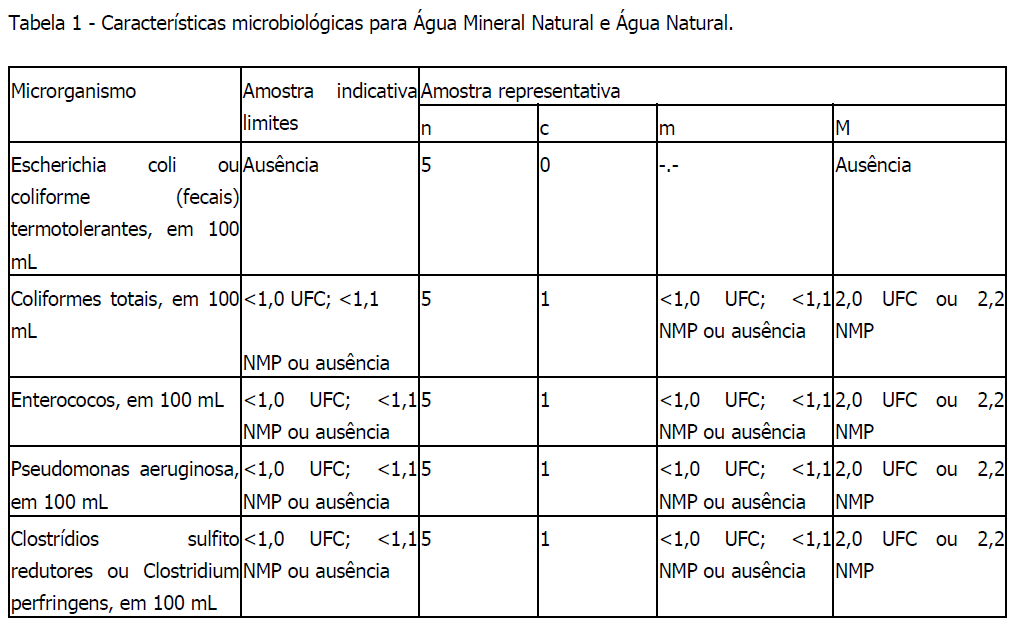 Tabela 1 - Características microbiológicas para Água Mineral Natural e Água Natural.
Microrganismo
Amostra indicativa
limites
Amostra representativa
n
c
m
M
Escherichia coli ou
coliforme (fecais)
termotolerantes, em 100
mL
Ausência
5
0
-.-
Ausência
Coliformes totais, em 100
mL
<1,0 UFC; <1,1
NMP ou ausência
5
1
<1,0 UFC; <1,1
NMP ou ausência
2,0 UFC ou 2,2
NMP
Enterococos, em 100 mL
<1,0 UFC; <1,1
NMP ou ausência
5
1
<1,0 UFC; <1,1
NMP ou ausência
2,0 UFC ou 2,2
NMP
Pseudomonas aeruginosa,
em 100 mL
<1,0 UFC; <1,1
NMP ou ausência
5
1
<1,0 UFC; <1,1
NMP ou ausência
2,0 UFC ou 2,2
NMP
Clostrídios sulfito
redutores ou Clostridium
perfringens, em 100 mL
<1,0 UFC; <1,1
NMP ou ausência
5
1
<1,0 UFC; <1,1
NMP ou ausência
2,0 UFC ou 2,2
NMP